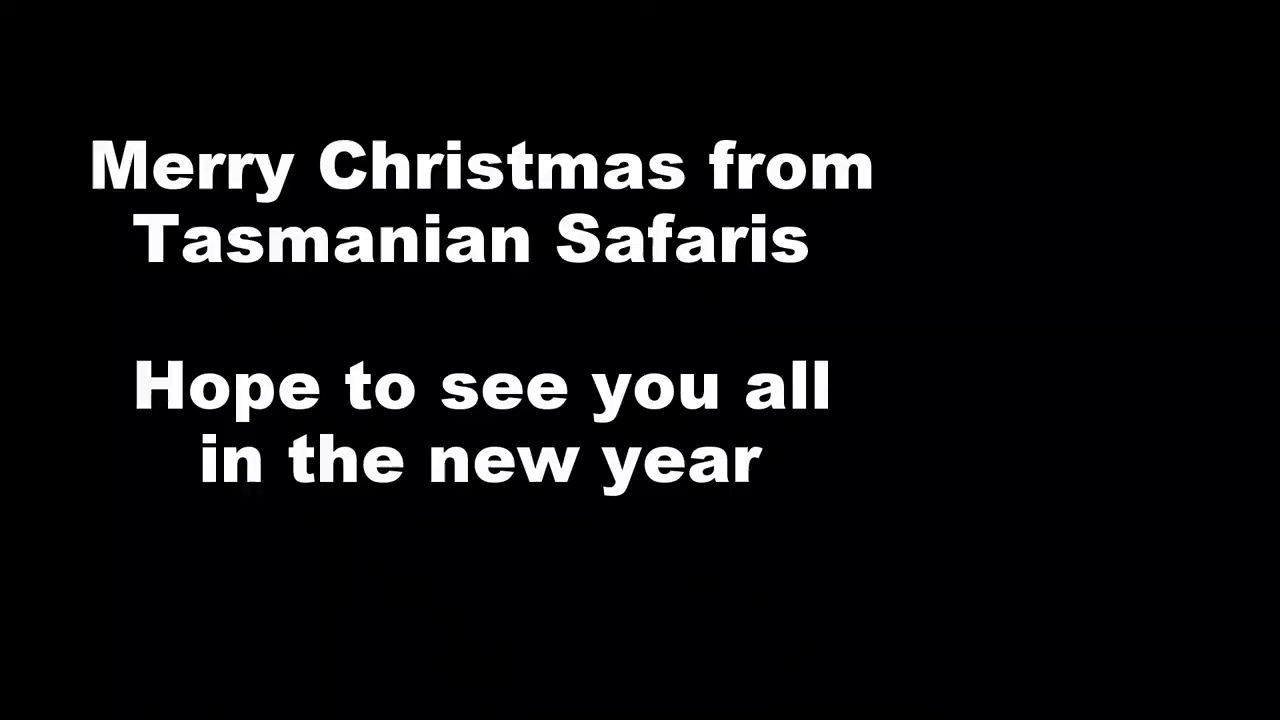 Merry Christmas from
Tasmanian Safaris
Hope to see you all
in the new year